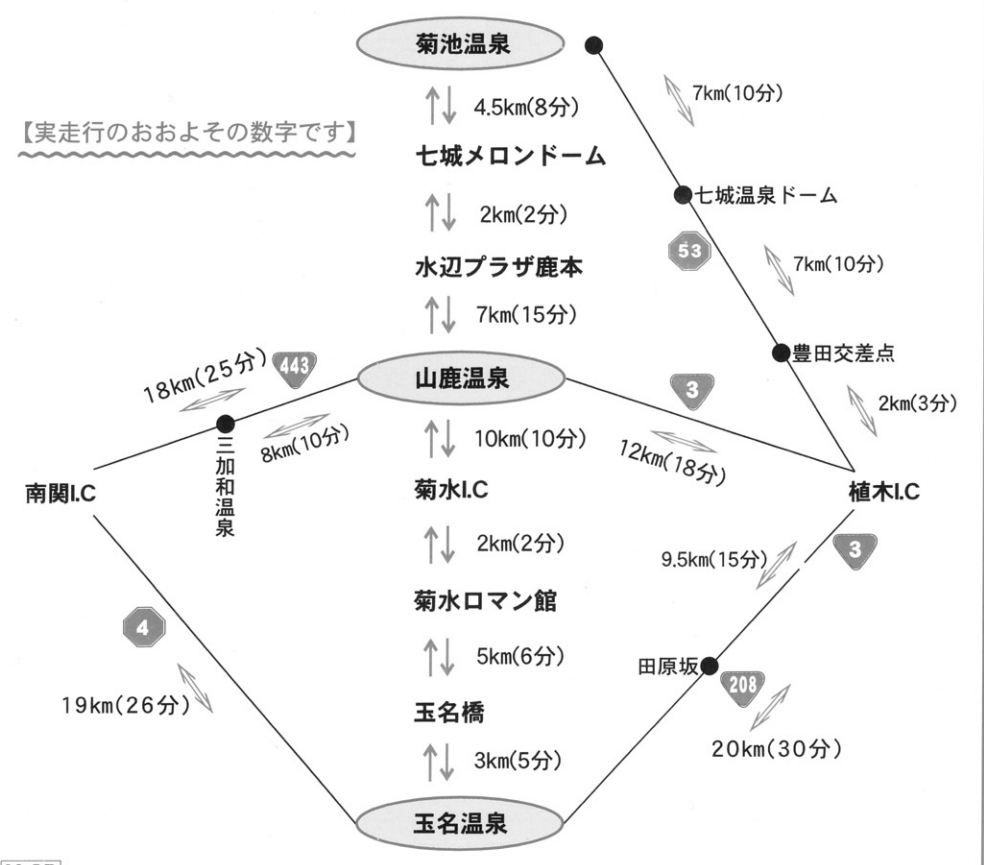 菊池温泉
7km(10分)
4.5km(8分)
【実走行のおおよその数字です】
七城メロンドーム
七城温泉ドーム
2km(2分)
53
7km(10分)
水辺プラザ鹿本
7km(15分)
豊田交差点
18km(25分)
443
山鹿温泉
3
2km(3分)
8km(10分)
10km(10分)
12km(18分)
三加和温泉
南関I.C
菊水I.C
植木I.C
2km(2分)
9.5km(15分)
3
菊水ロマン館
4
5km(6分)
田原坂
208
19km(26分)
玉名橋
20km(30分)
3km(5分)
玉名温泉